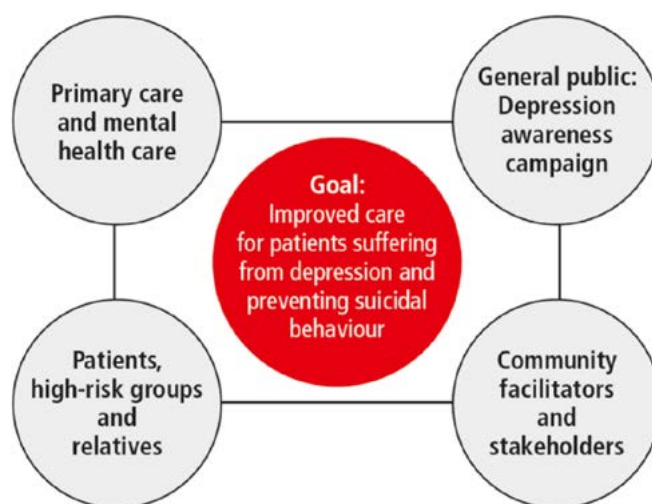 Primary care
and mental
health care
General public:
Depression
awareness
campaign
Goal:
Improved care
for patients suffering
from depression and
preventing suicidal
behaviour
Patients,
high-risk groups
and
relatives
Community
facilitators
and
stakeholders